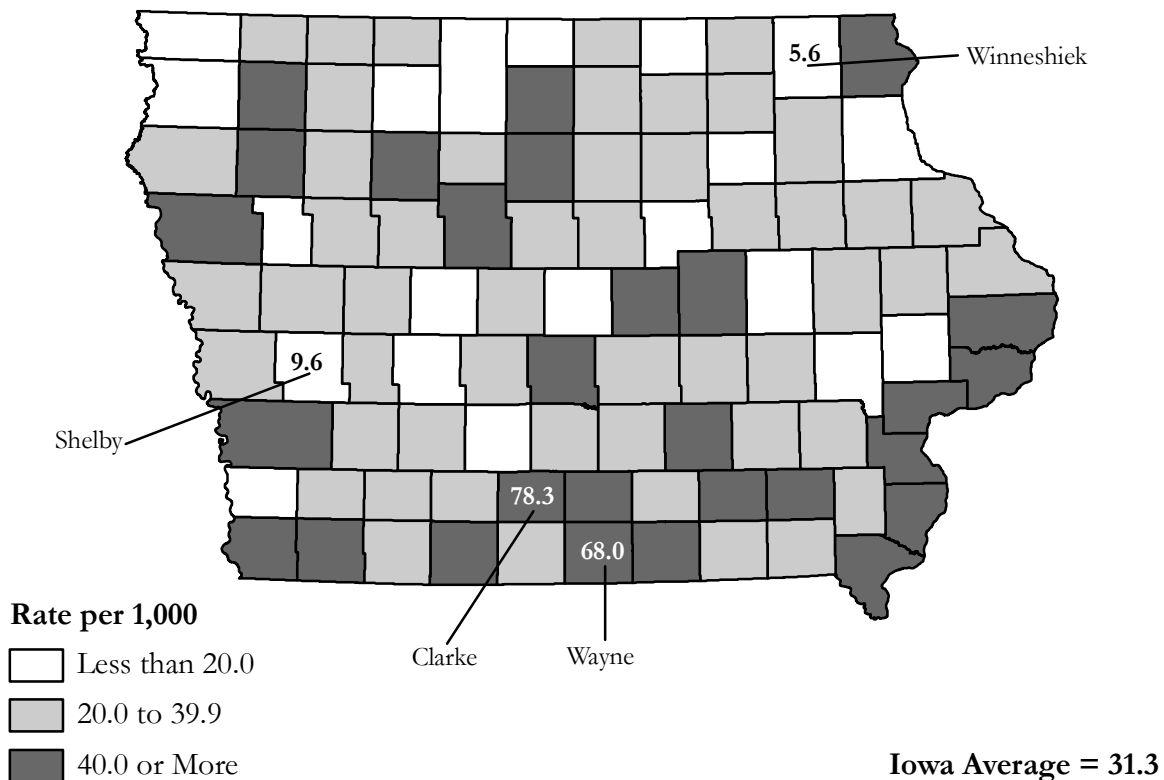 5.6
Winneshiek
9.6
Shelby
78.3
68.0
Clarke
Wayne
Rate per 1,000
Less than 20.0
20.0 to 39.9
40.0 or More
Iowa Average = 31.3